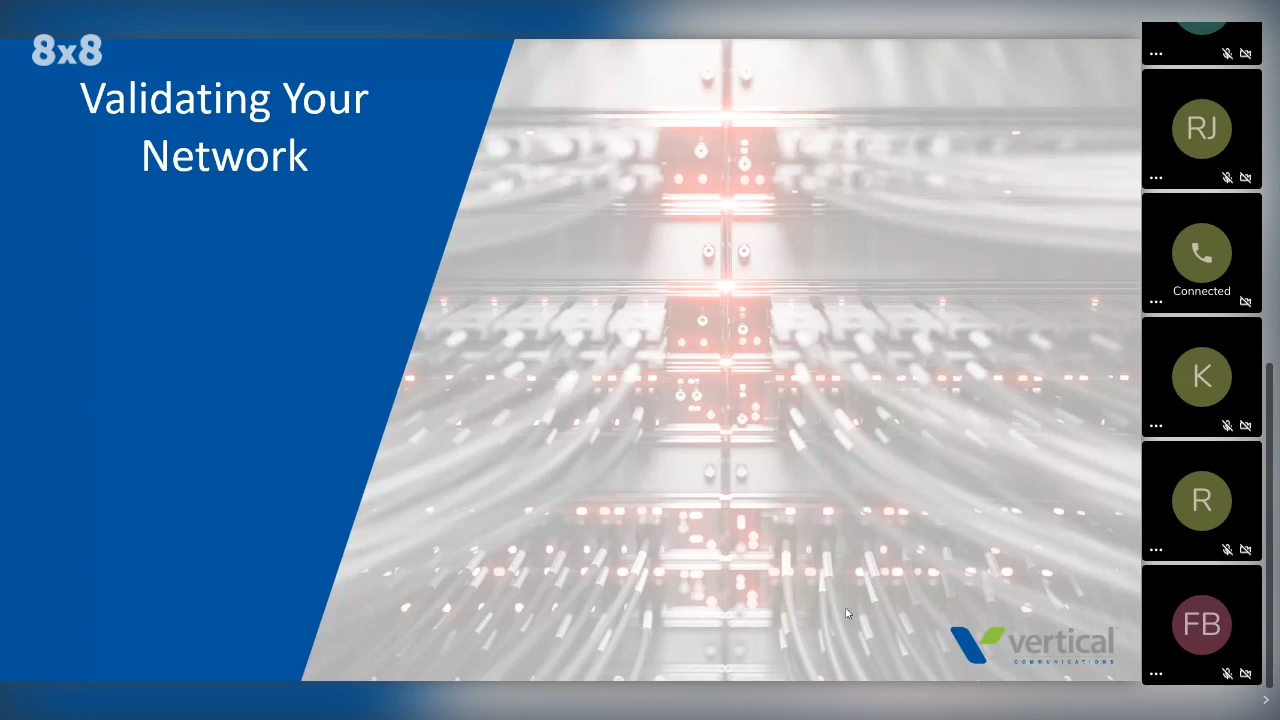 8x8
Validating Your
Network
RJ
Connected
K
R
FB
vertical
COMMUNICATIONS